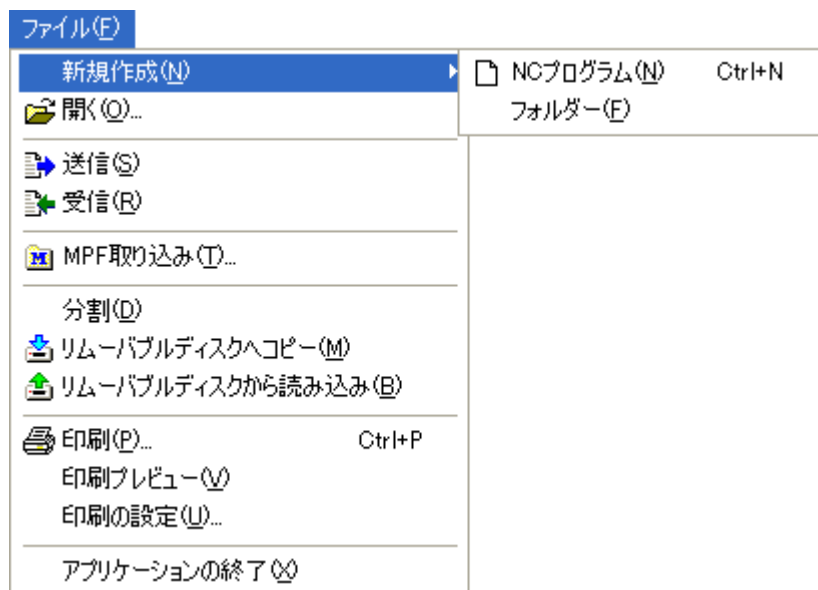 ファイル(F)
新規作成(N)
NCプログラム(N) Ctrl+N
開く(O)...
フォルダー(F)
送信(S)
受信(R)
M MPF取り込み(T)...
分割(D)
リムーバブルディスクへコピー(M)
リムーバブルディスクから読み込み(B)
印刷(P)... Ctrl+P
印刷プレビュー(V)
印刷の設定(U)...
アプリケーションの終了(X)